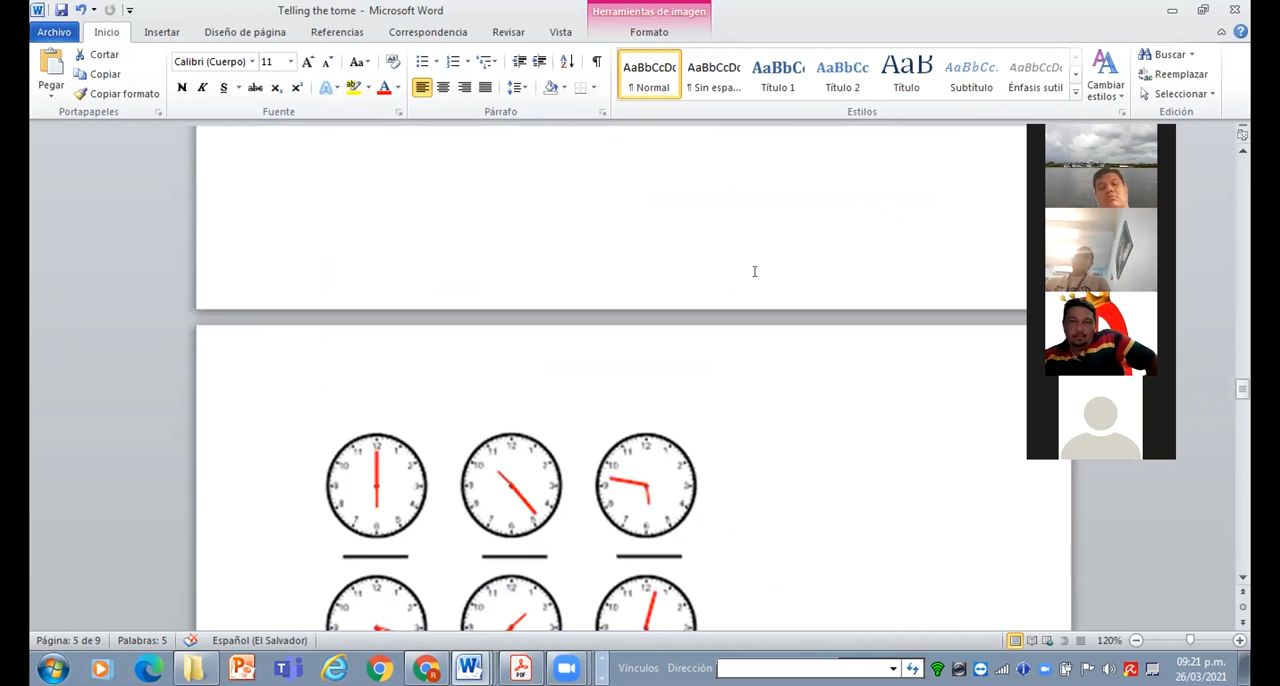 Telling the tome - Microsoft Word
Herramientas de imagen
Archivo Inicio Insertar Diseño de página Referencias Correspondencia Revisar Vista Formato
Pegar
Cortar
Copiar
Copiar formato
Portapapeles
Calibri (Cuerpo) 11
Fuente
Párrafo
AaBbCcDc AaBbCcDc AaBbC AaBbCc AaB AaBbCc. AaBbCcDc
¶ Normal ¶ Sin espa... Título 1 Título 2 Título Subtítulo Énfasis sutil
Cambiar estilos
Estilos
Buscar
Reemplazar
Seleccionar
Edición
Página: 5 de 9 Palabras: 5 Español (El Salvador) 120%
Vínculos Dirección
09:21 p.m.
26/03/2021